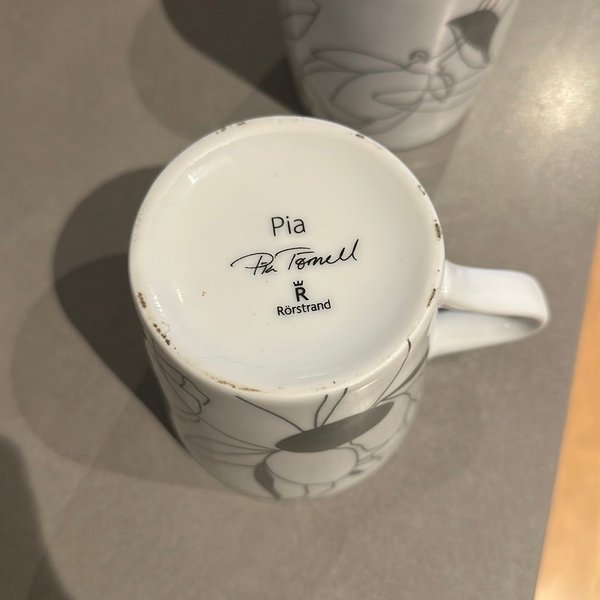 Pia
Pia Törnell
R
Rörstrand